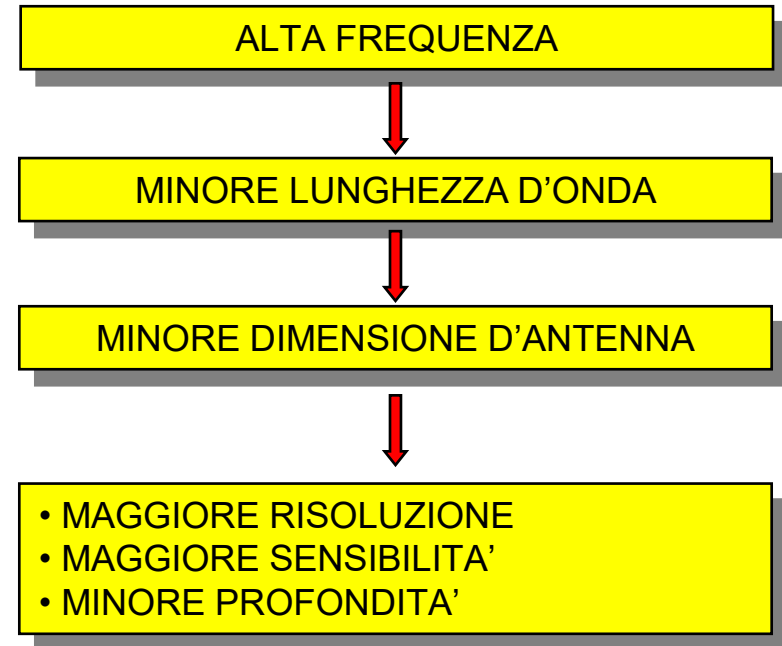 ALTA FREQUENZA
MINORE LUNGHEZZA D’ONDA
MINORE DIMENSIONE D’ANTENNA
• MAGGIORE RISOLUZIONE
• MAGGIORE SENSIBILITA’
• MINORE PROFONDITA’